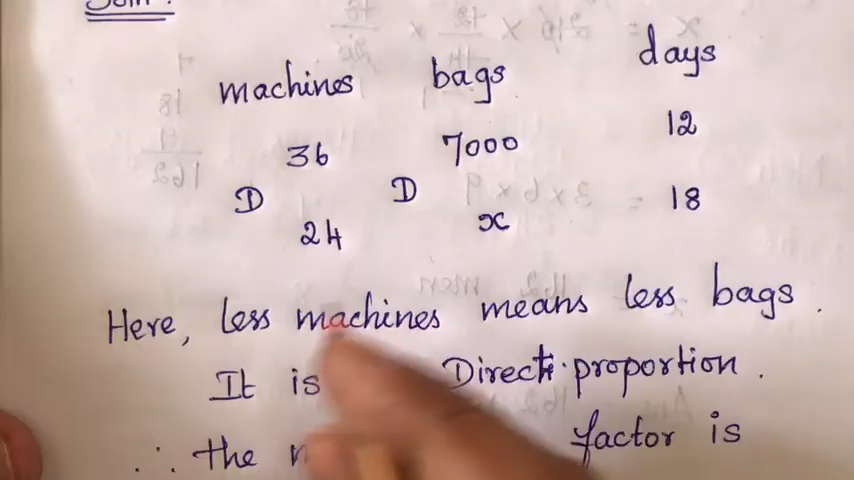 Soln :
machines bags days
36 7000 12
D D
24 x 18
Here, less machines means less bags .
It is Direct proportion .
∴ the factor is